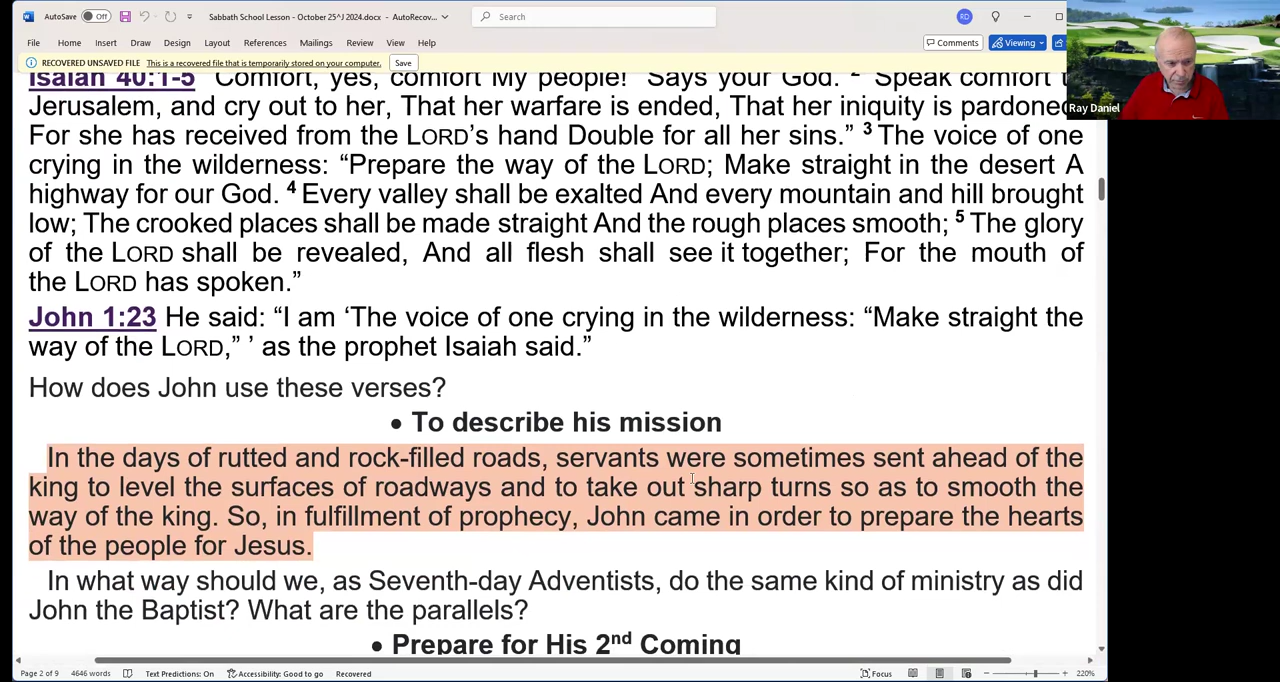 AutoSave Off Sabbath School Lesson - October 25^J 2024.docx - AutoRecov... Search RD
File Home Insert Draw Design Layout References Mailings Review View Help Comments Viewing
RECOVERED UNSAVED FILE This is a recovered file that is temporarily stored on your computer. Save
Isaiah 40:1-5 "Comfort, yes, comfort My people!" Says your God. 2 "Speak comfort
Jerusalem, and cry out to her, That her warfare is ended, That her iniquity is pardoned
For she has received from the LORD's hand Double for all her sins.” 3 The voice of one
crying in the wilderness: “Prepare the way of the LORD; Make straight in the desert A
highway for our God. 4 Every valley shall be exalted And every mountain and hill brought
low; The crooked places shall be made straight And the rough places smooth; 5 The glory
of the LORD shall be revealed, And all flesh shall see it together; For the mouth of
the LORD has spoken.”
John 1:23 He said: “I am ‘The voice of one crying in the wilderness: “Make straight the
way of the LORD,” ’ as the prophet Isaiah said.”
How does John use these verses?
• To describe his mission
In the days of rutted and rock-filled roads, servants were sometimes sent ahead of the
king to level the surfaces of roadways and to take out sharp turns so as to smooth the
way of the king. So, in fulfillment of prophecy, John came in order to prepare the hearts
of the people for Jesus.
In what way should we, as Seventh-day Adventists, do the same kind of ministry as did
John the Baptist? What are the parallels?
• Prepare for His 2nd Coming
Page 2 of 9 4646 words Text Predictions: On Accessibility: Good to go Recovered Focus 220%
Ray Daniel